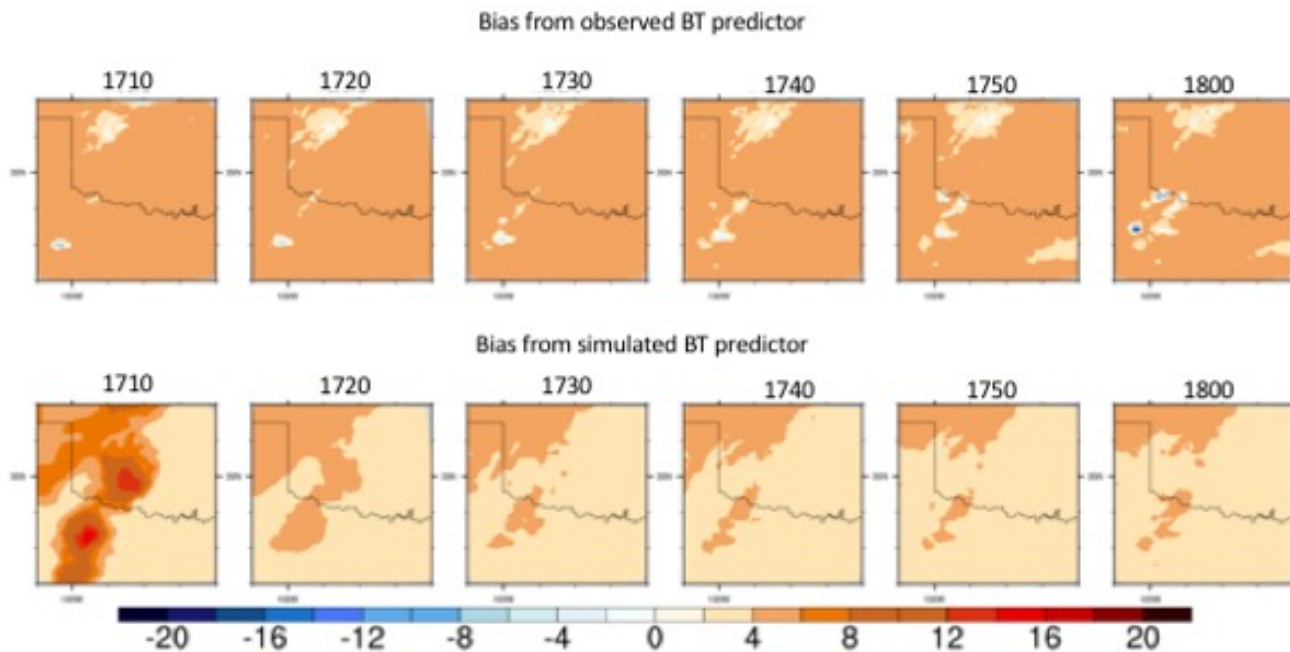 Bias from observed BT predictor
1710 1720 1730 1740 1750 1800
Bias from simulated BT predictor
1710 1720 1730 1740 1750 1800
-20 -16 -12 -8 -4 0 4 8 12 16 20